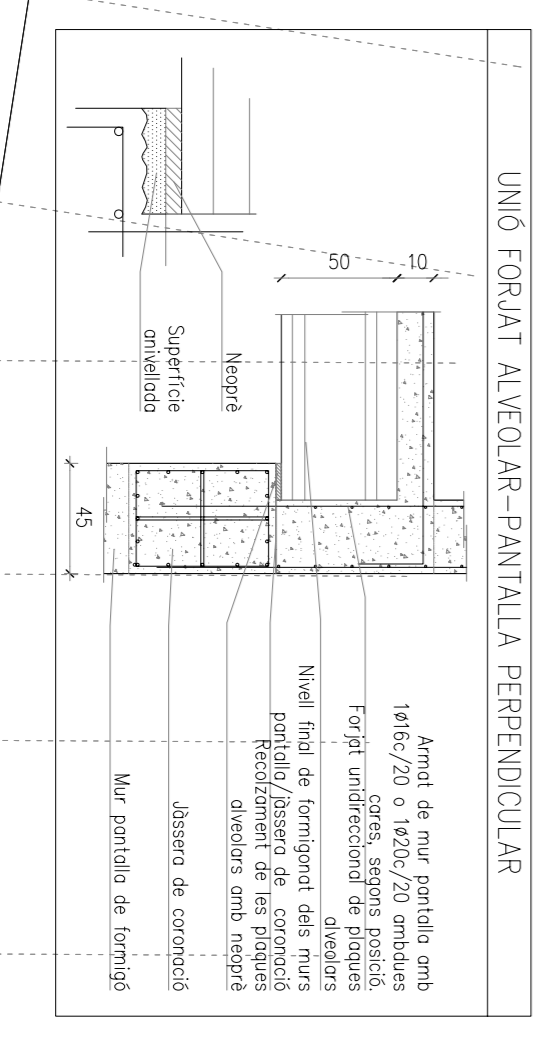 UNIÓ FORJAT ALVEOLAR-PANTALLA PERPENDICULAR
50
10
45
Neoprè
Superfície
anivellada
Armat de mur pantalla amb
1ø16c/20 o 1ø20c/20 ambdues
cares, segons posició.
Forjat unidireccional de plaques
alveolars
Nivell final de formigonat dels murs
pantalla/jàssera de coronació
Recolzament de les plaques
alveolars amb neoprè
Jàssera de coronació
Mur pantalla de formigó